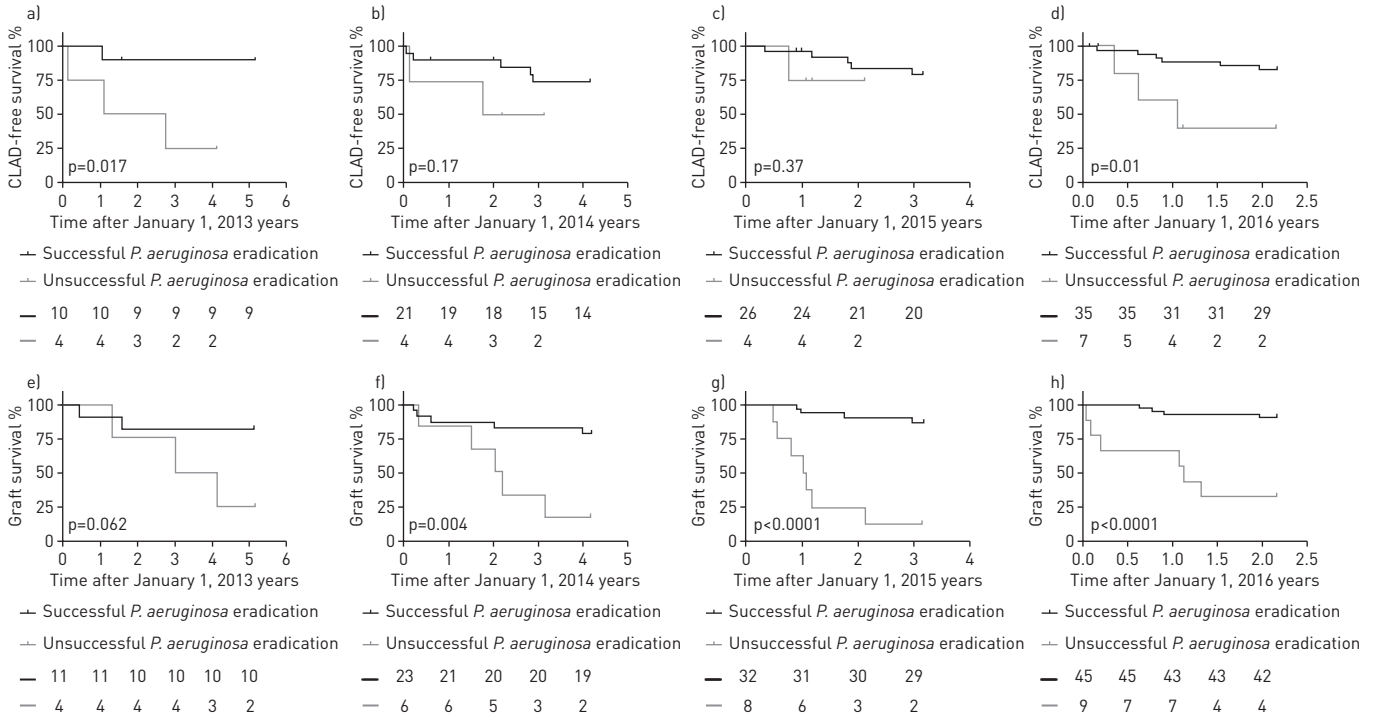 a)
CLAD-free survival %
100
75
50
25
0
p=0.017
0 1 2 3 4 5 6
Time after January 1, 2013 years
Successful P. aeruginosa eradication
Unsuccessful P. aeruginosa eradication
10 10 9 9 9 9
4 4 3 2 2
b)
CLAD-free survival %
100
75
50
25
0
p=0.17
0 1 2 3 4 5
Time after January 1, 2014 years
Successful P. aeruginosa eradication
Unsuccessful P. aeruginosa eradication
21 19 18 15 14
4 4 3 2
c)
CLAD-free survival %
100
75
50
25
0
p=0.37
0 1 2 3 4
Time after January 1, 2015 years
Successful P. aeruginosa eradication
Unsuccessful P. aeruginosa eradication
26 24 21 20
4 4 2
d)
CLAD-free survival %
100
75
50
25
0
p=0.01
0.0 0.5 1.0 1.5 2.0 2.5
Time after January 1, 2016 years
Successful P. aeruginosa eradication
Unsuccessful P. aeruginosa eradication
35 35 31 31 29
7 5 4 2 2
e)
Graft survival %
100
75
50
25
0
p=0.062
0 1 2 3 4 5 6
Time after January 1, 2013 years
Successful P. aeruginosa eradication
Unsuccessful P. aeruginosa eradication
11 11 10 10 10 10
4 4 4 4 3 2
f)
Graft survival %
100
75
50
25
0
p=0.004
0 1 2 3 4 5
Time after January 1, 2014 years
Successful P. aeruginosa eradication
Unsuccessful P. aeruginosa eradication
23 21 20 20 19
6 6 5 3 2
g)
Graft survival %
100
75
50
25
0
p<0.0001
0 1 2 3 4
Time after January 1, 2015 years
Successful P. aeruginosa eradication
Unsuccessful P. aeruginosa eradication
32 31 30 29
8 6 3 2
h)
Graft survival %
100
75
50
25
0
p<0.0001
0.0 0.5 1.0 1.5 2.0 2.5
Time after January 1, 2016 years
Successful P. aeruginosa eradication
Unsuccessful P. aeruginosa eradication
45 45 43 43 42
9 7 7 4 4